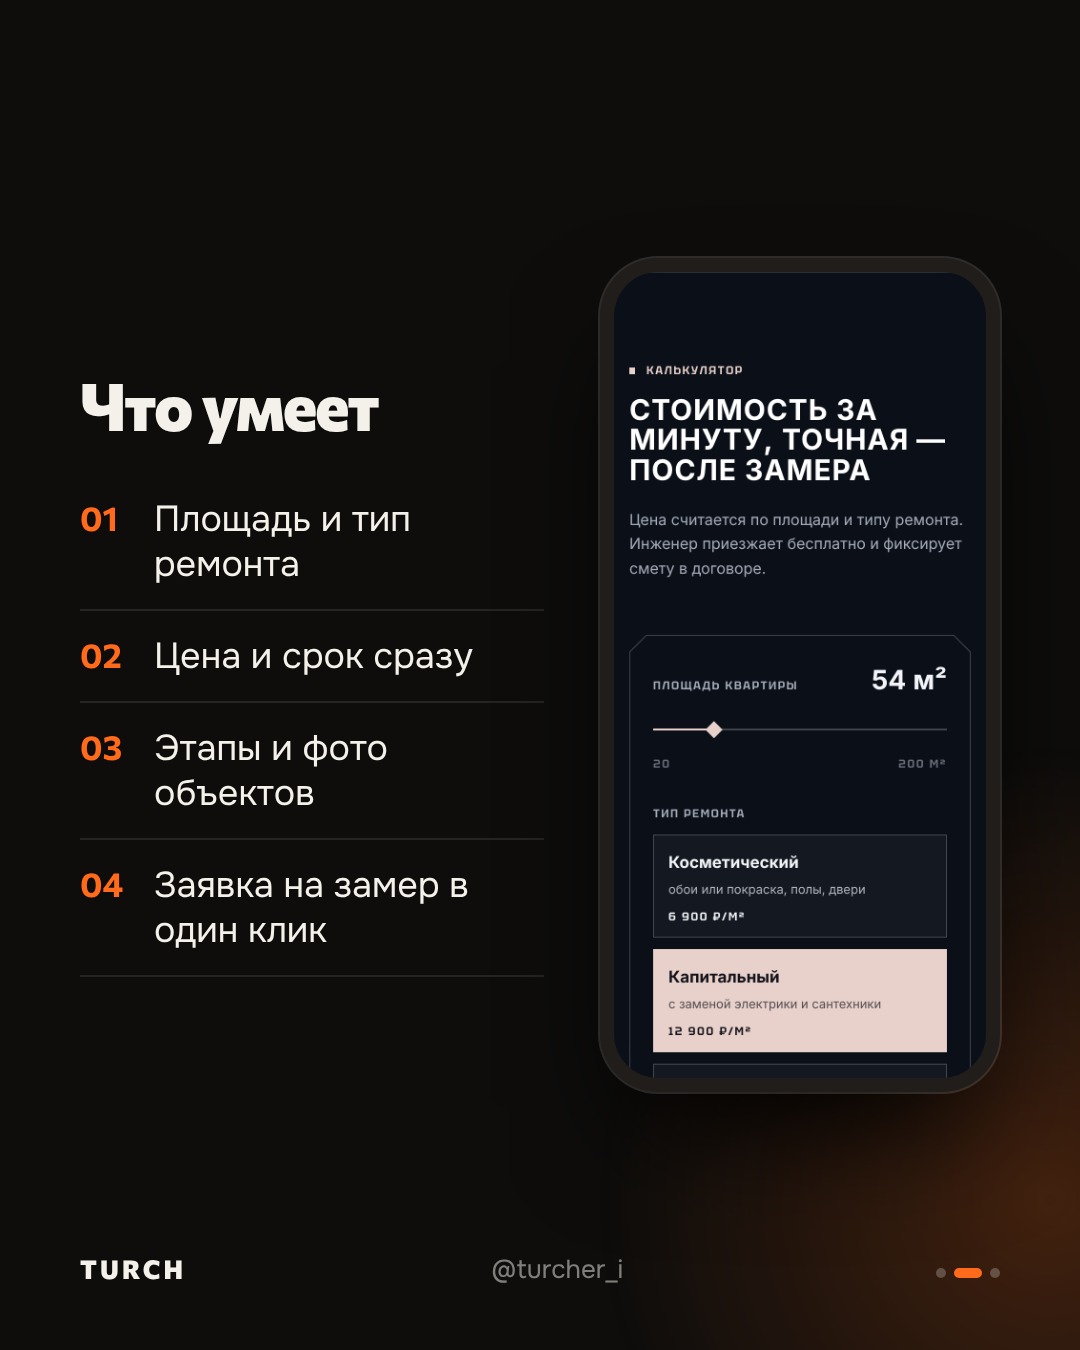 Что умеет
01 Площадь и тип
ремонта
02 Цена и срок сразу
03 Этапы и фото
объектов
04 Заявка на замер в
один клик
КАЛЬКУЛЯТОР
СТОИМОСТЬ ЗА
МИНУТУ, ТОЧНАЯ —
ПОСЛЕ ЗАМЕРА
Цена считается по площади и типу ремонта.
Инженер приезжает бесплатно и фиксирует
смету в договоре.
ПЛОЩАДЬ КВАРТИРЫ 54 м²
20 200 М²
ТИП РЕМОНТА
Косметический
обои или покраска, полы, двери
6 900 ₽/М²
Капитальный
с заменой электрики и сантехники
12 900 ₽/М²
TURCH @turcher_i